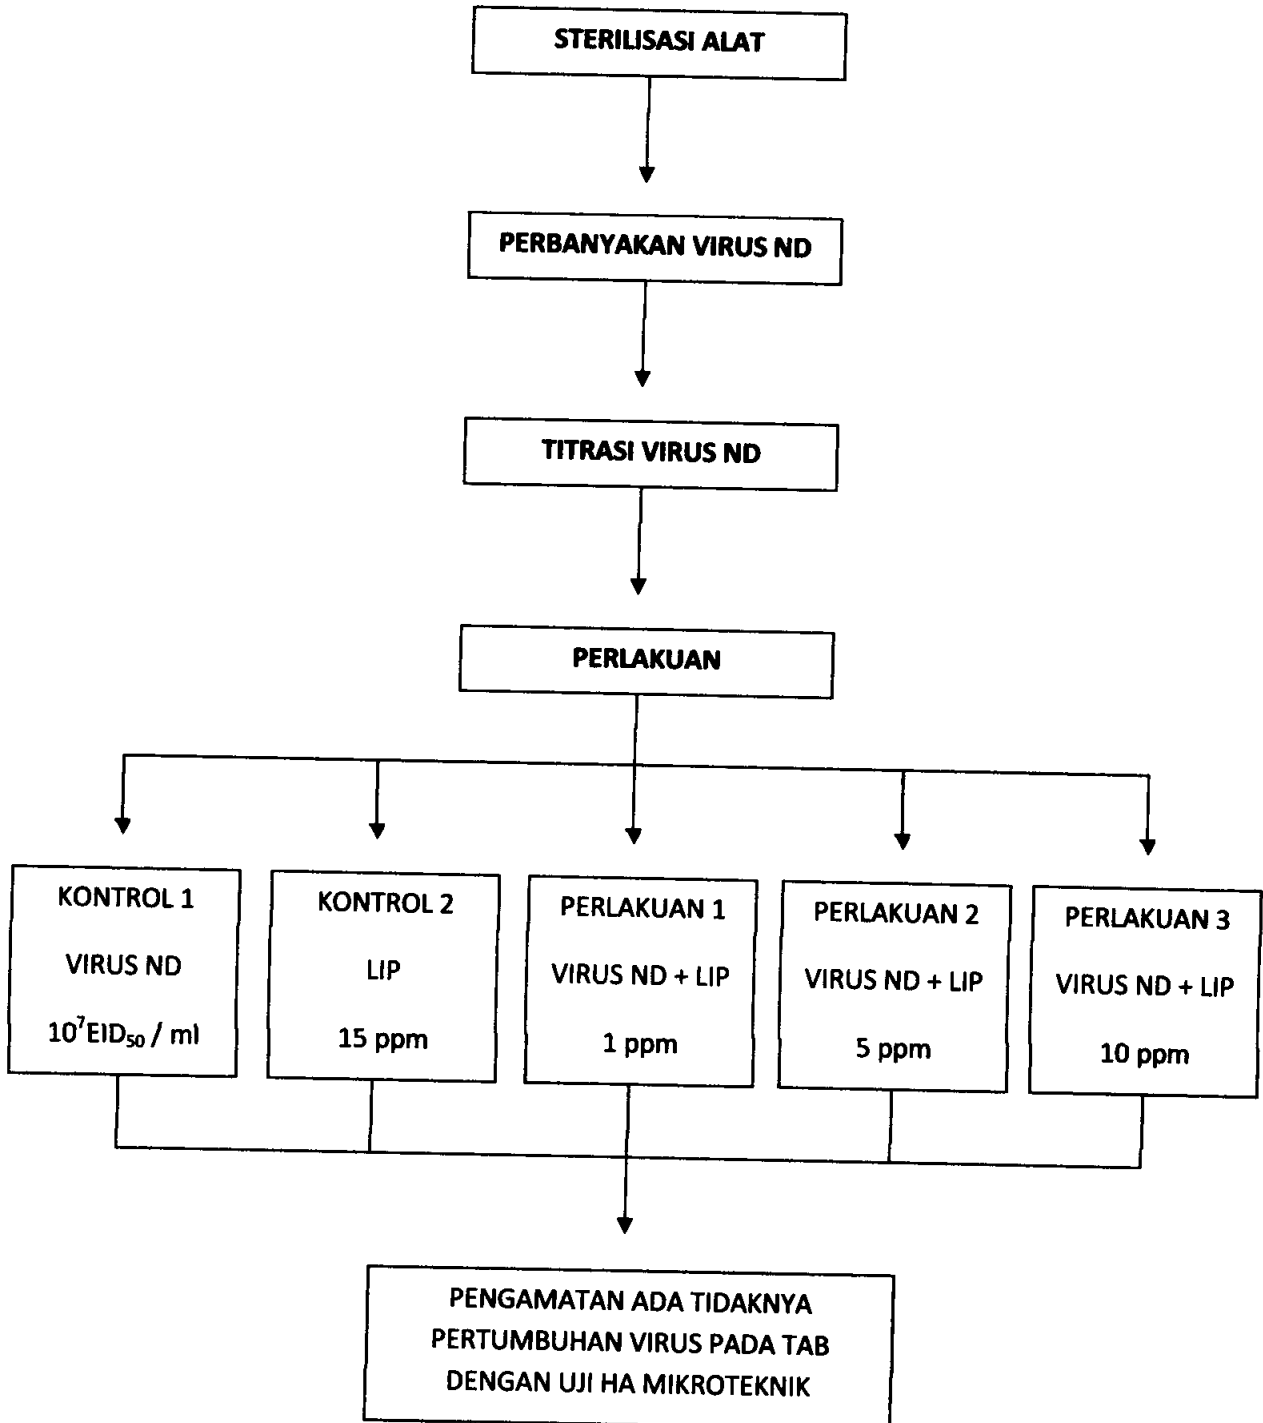 STERILISASI ALAT
PERBANYAKAN VIRUS ND
TITRASI VIRUS ND
PERLAKUAN
KONTROL 1
VIRUS ND
10⁷EID₅₀ / ml
KONTROL 2
LIP
15 ppm
PERLAKUAN 1
VIRUS ND + LIP
1 ppm
PERLAKUAN 2
VIRUS ND + LIP
5 ppm
PERLAKUAN 3
VIRUS ND + LIP
10 ppm
PENGAMATAN ADA TIDAKNYA
PERTUMBUHAN VIRUS PADA TAB
DENGAN UJI HA MIKROTEKNIK